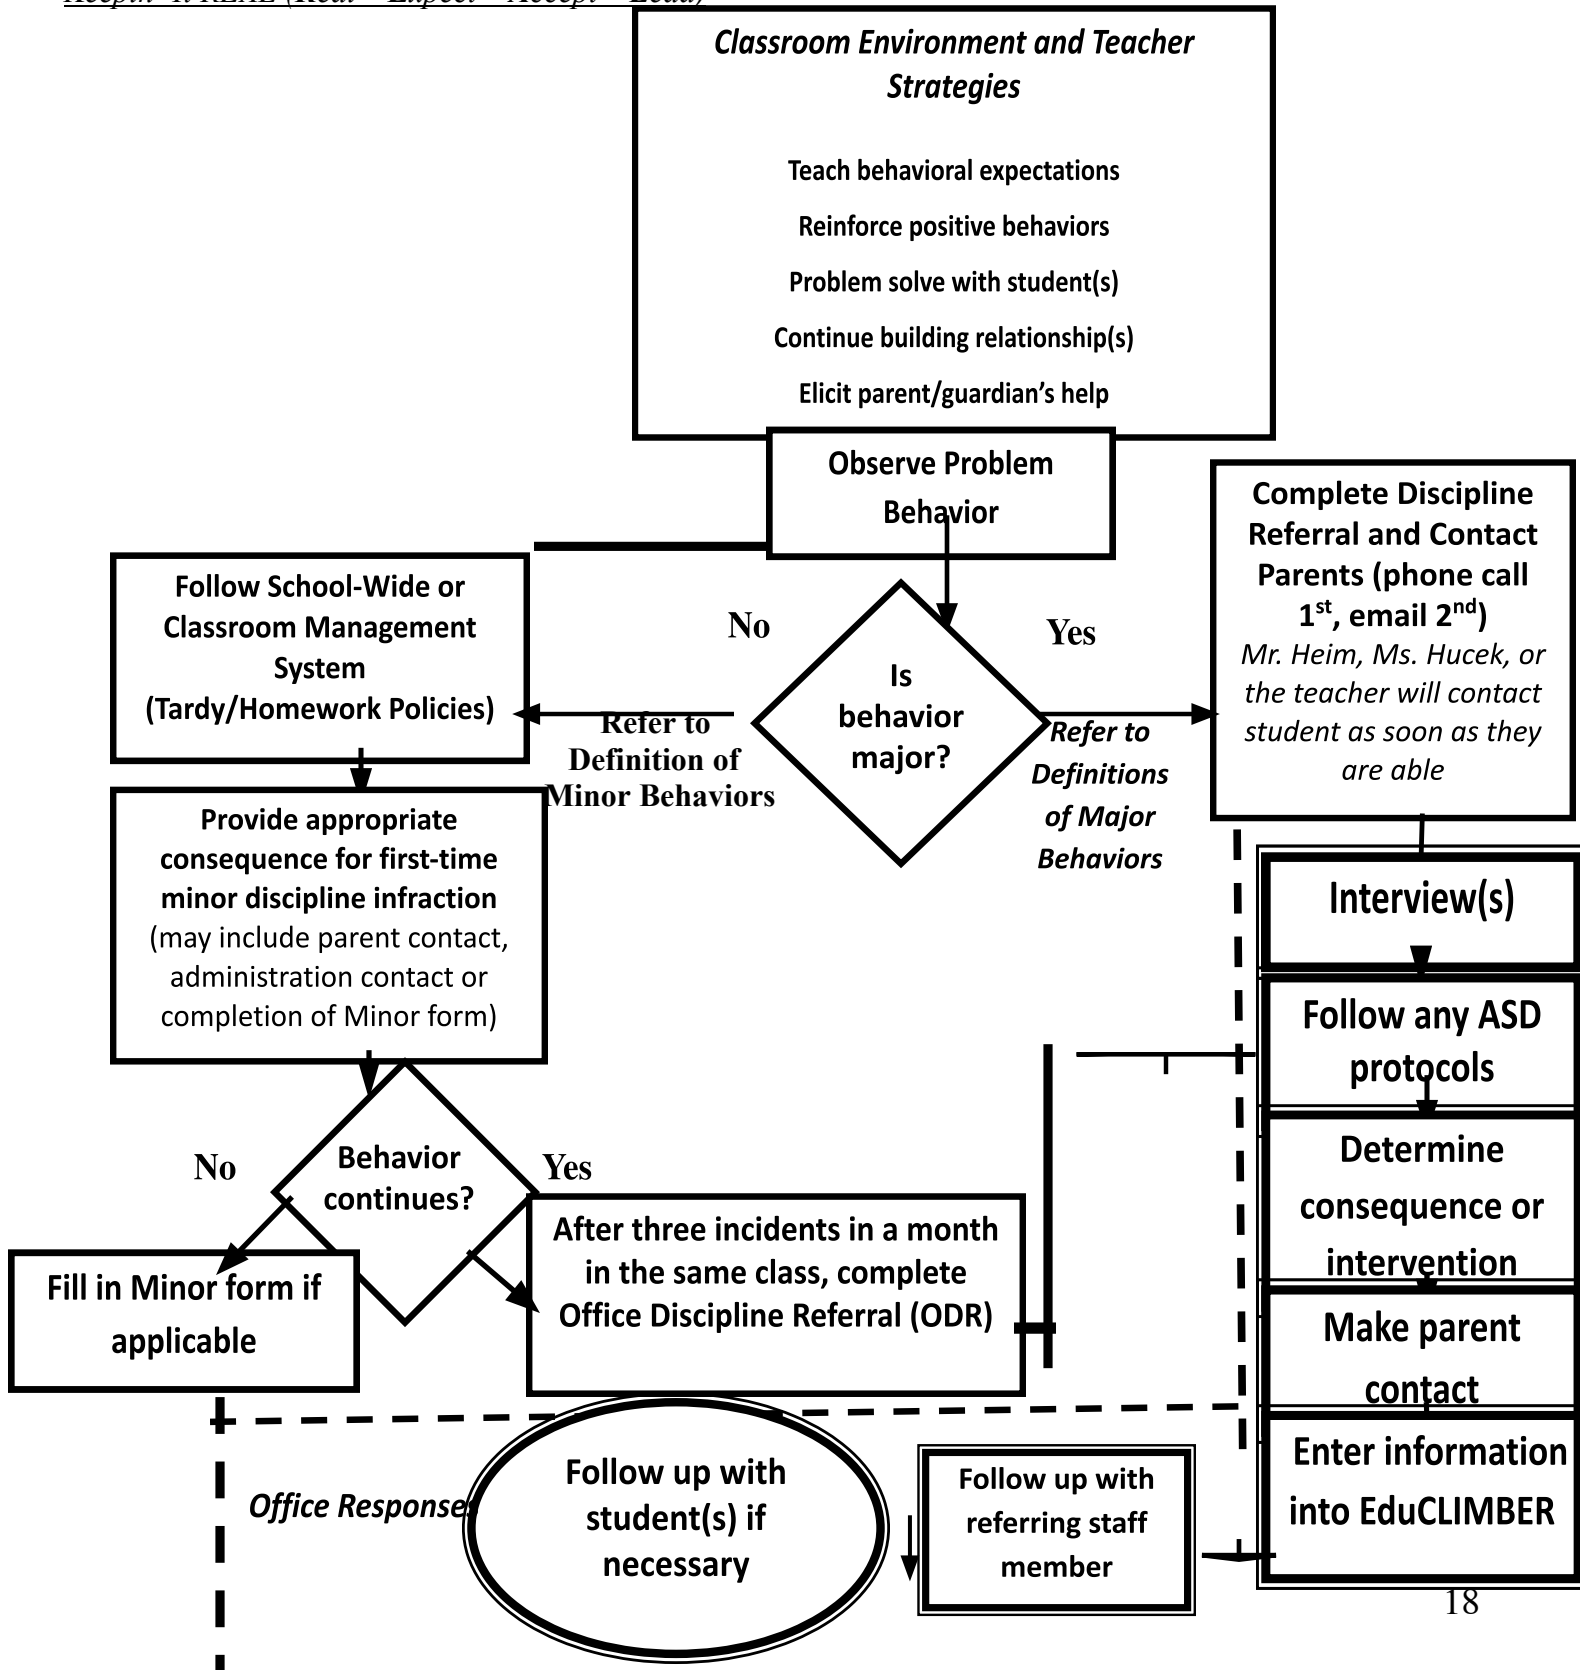 Classroom Environment and Teacher
Strategies
Teach behavioral expectations
Reinforce positive behaviors
Problem solve with student(s)
Continue building relationship(s)
Elicit parent/guardian’s help
Observe Problem
Behavior
Complete Discipline
Referral and Contact
Parents (phone call
1st, email 2nd)
Mr. Heim, Ms. Hucek, or
the teacher will contact
student as soon as they
are able
Follow School-Wide or
Classroom Management
System
(Tardy/Homework Policies)
No
Yes
Is
behavior
major?
Refer to
Definition of
Minor Behaviors
Refer to
Definitions
of Major
Behaviors
Provide appropriate
consequence for first-time
minor discipline infraction
(may include parent contact,
administration contact or
completion of Minor form)
Interview(s)
Follow any ASD
protocols
Determine
consequence or
intervention
Make parent
contact
Enter information
into EduCLIMBER
No
Behavior
continues?
Yes
Fill in Minor form if
applicable
After three incidents in a month
in the same class, complete
Office Discipline Referral (ODR)
Office Responses
Follow up with
student(s) if
necessary
Follow up with
referring staff
member
18